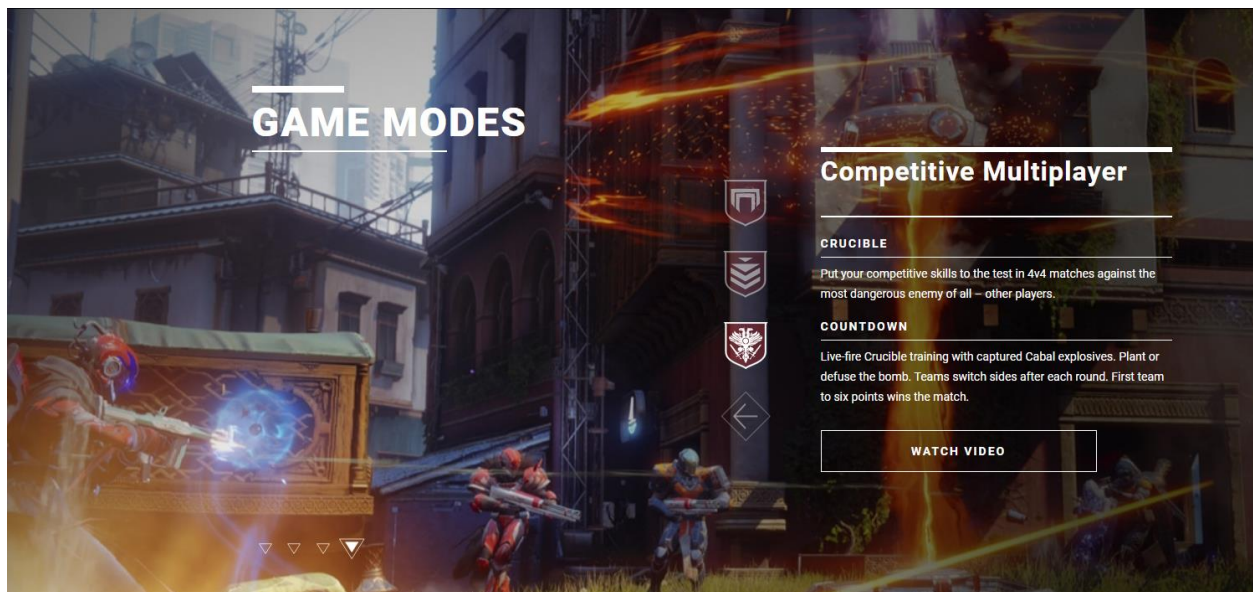 GAME MODES
Competitive Multiplayer
CRUCIBLE
Put your competitive skills to the test in 4v4 matches against the
most dangerous enemy of all – other players.
COUNTDOWN
Live-fire Crucible training with captured Cabal explosives. Plant or
defuse the bomb. Teams switch sides after each round. First team
to six points wins the match.
WATCH VIDEO